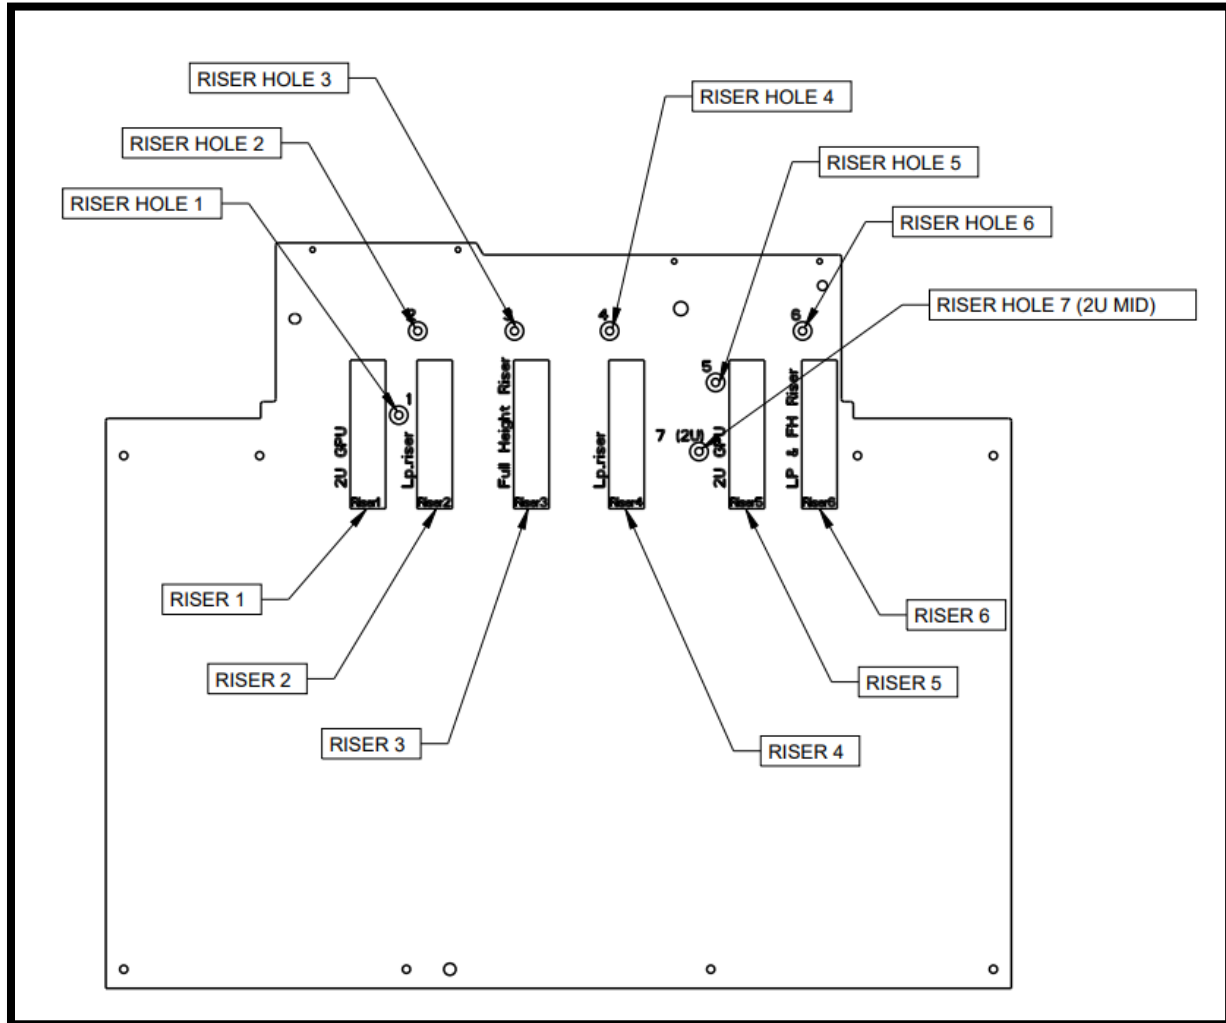 RISER HOLE 3
RISER HOLE 4
RISER HOLE 2
RISER HOLE 5
RISER HOLE 1
RISER HOLE 6
RISER HOLE 7 (2U MID)
2
3
4
6
5
1
7 (2U)
2U GPU
Lp.riser
Full Height Riser
Lp.riser
2U GPU
LP & FH Riser
Riser1
Riser2
Riser3
Riser4
Riser5
Riser6
RISER 1
RISER 6
RISER 2
RISER 5
RISER 3
RISER 4